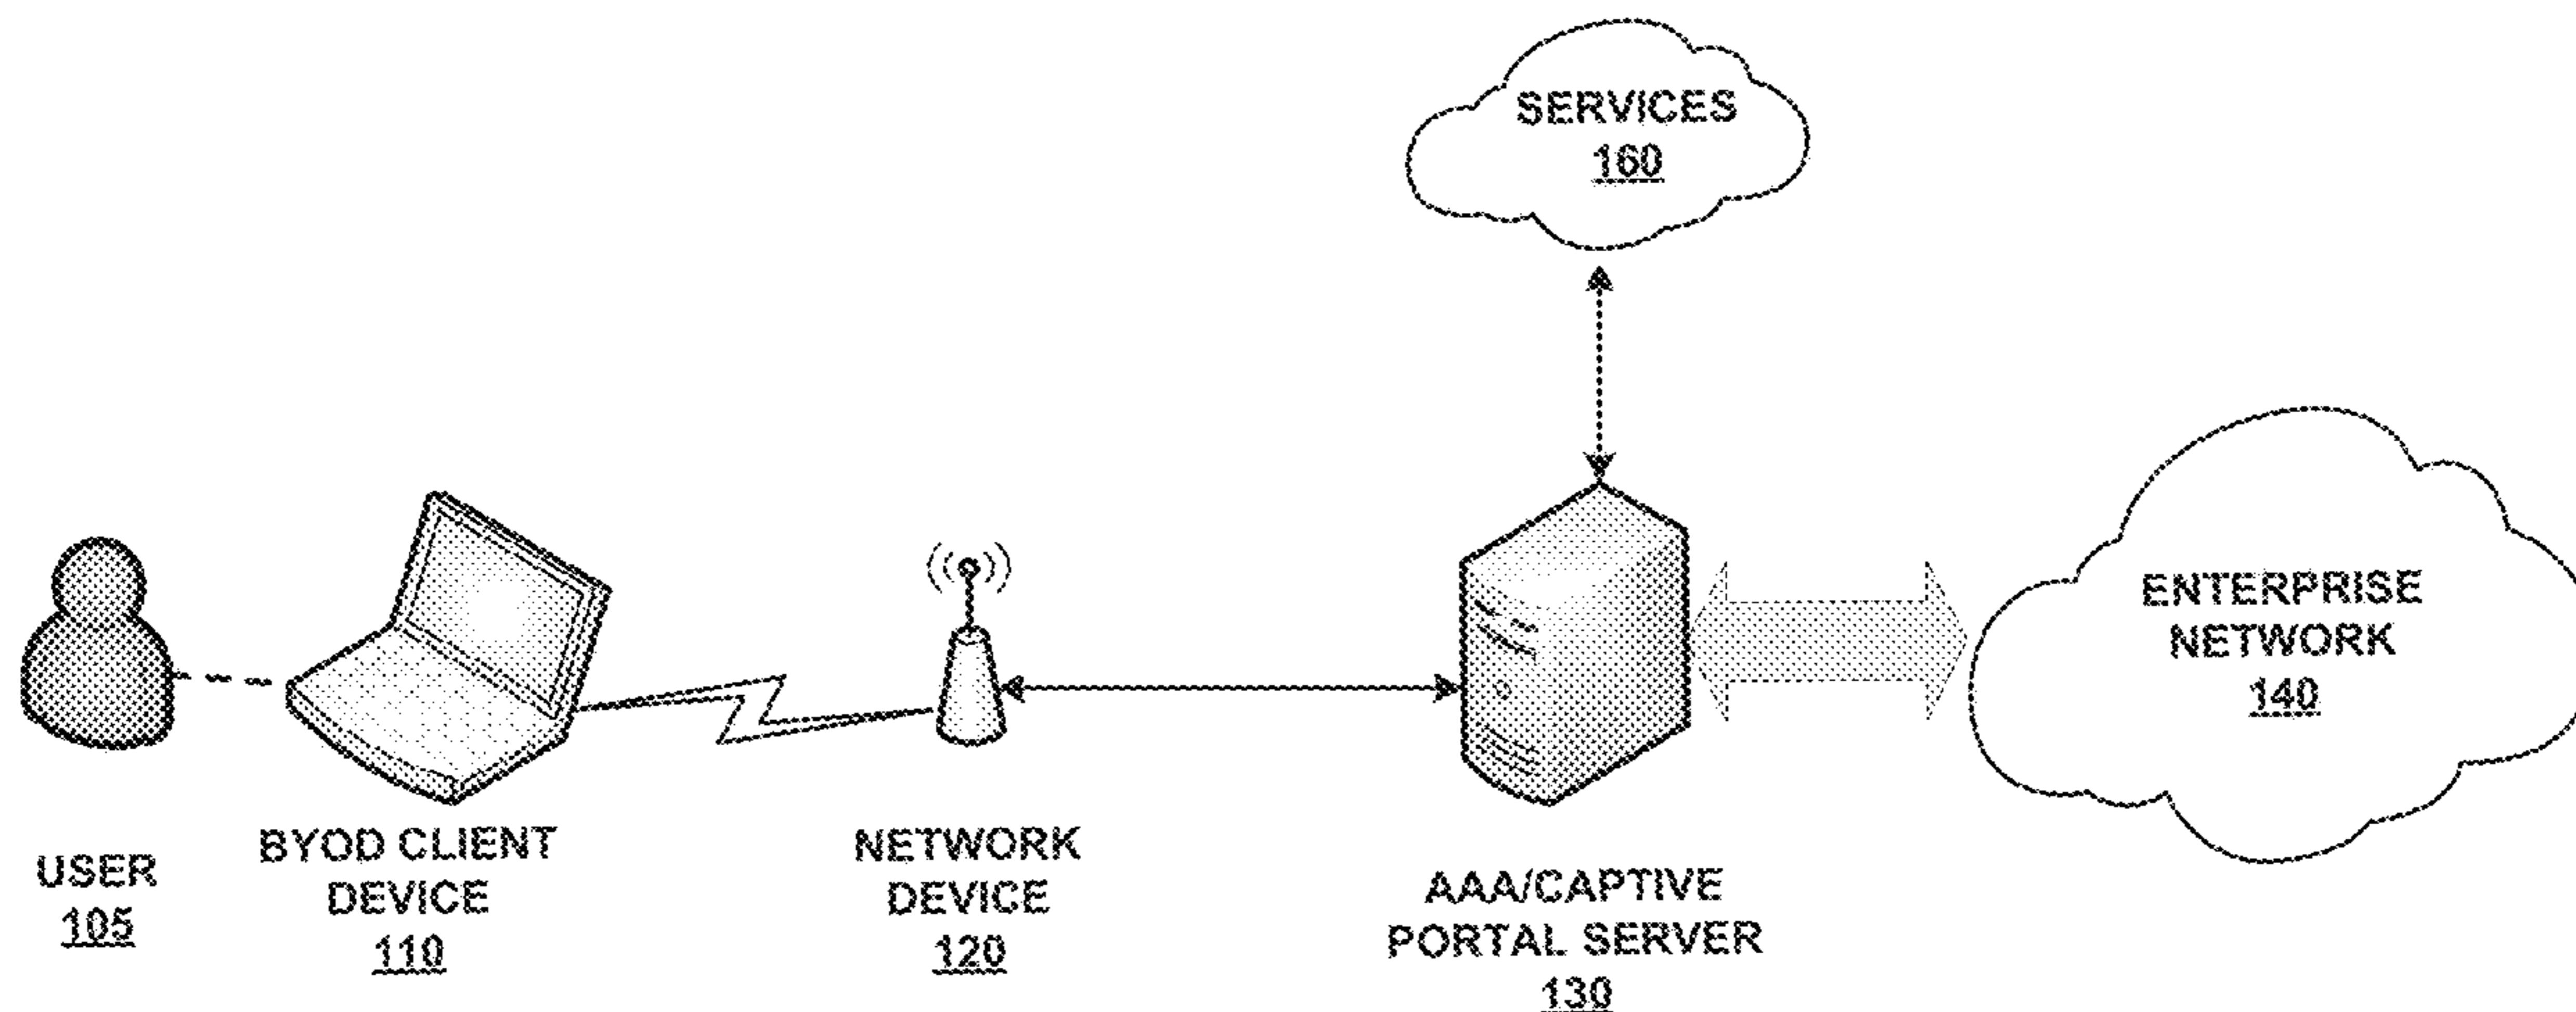 SERVICES
160
ENTERPRISE
NETWORK
140
USER
105
BYOD CLIENT
DEVICE
110
NETWORK
DEVICE
120
AAA/CAPTIVE
PORTAL SERVER
130